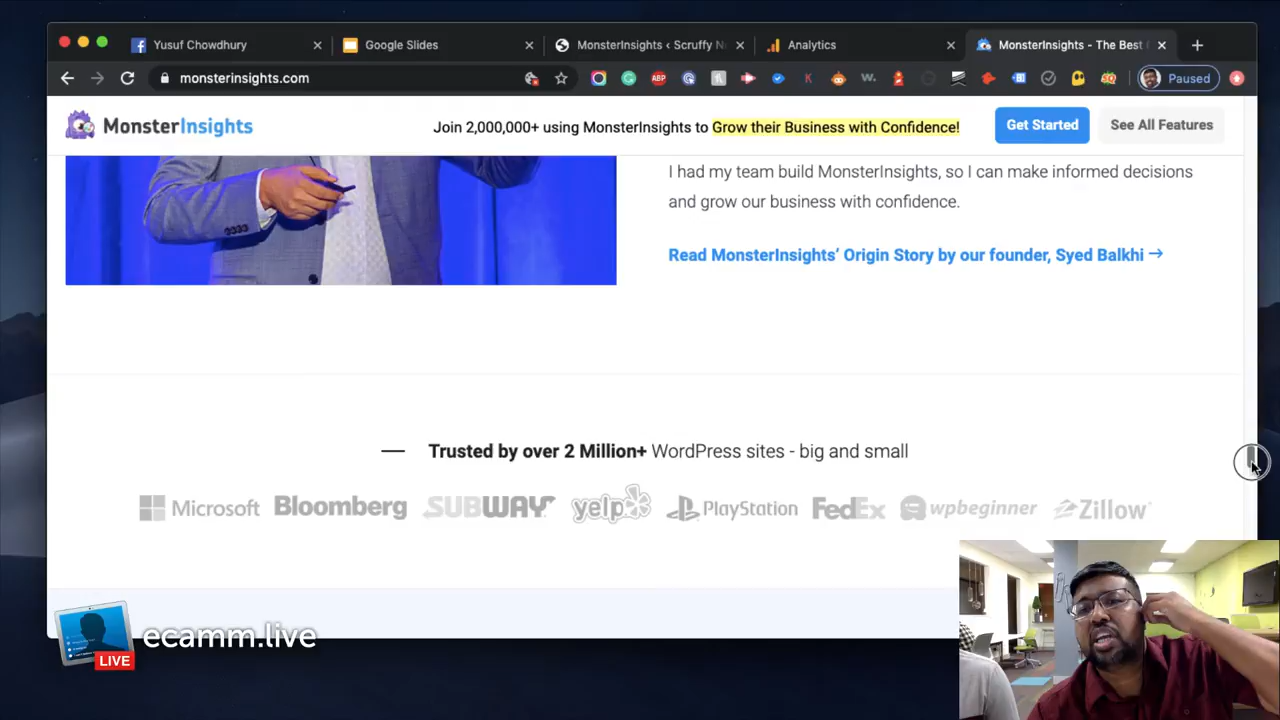 Yusuf Chowdhury
Google Slides
MonsterInsights ‹ Scruffy N
Analytics
MonsterInsights - The Best
monsterinsights.com
ABP
Paused
MonsterInsights
Join 2,000,000+ using MonsterInsights to Grow their Business with Confidence!
Get Started
See All Features
I had my team build MonsterInsights, so I can make informed decisions
and grow our business with confidence.
Read MonsterInsights' Origin Story by our founder, Syed Balkhi →
Trusted by over 2 Million+ WordPress sites - big and small
Microsoft Bloomberg SUBWAY yelp PlayStation FedEx wpbeginner Zillow
ecamm.live
LIVE